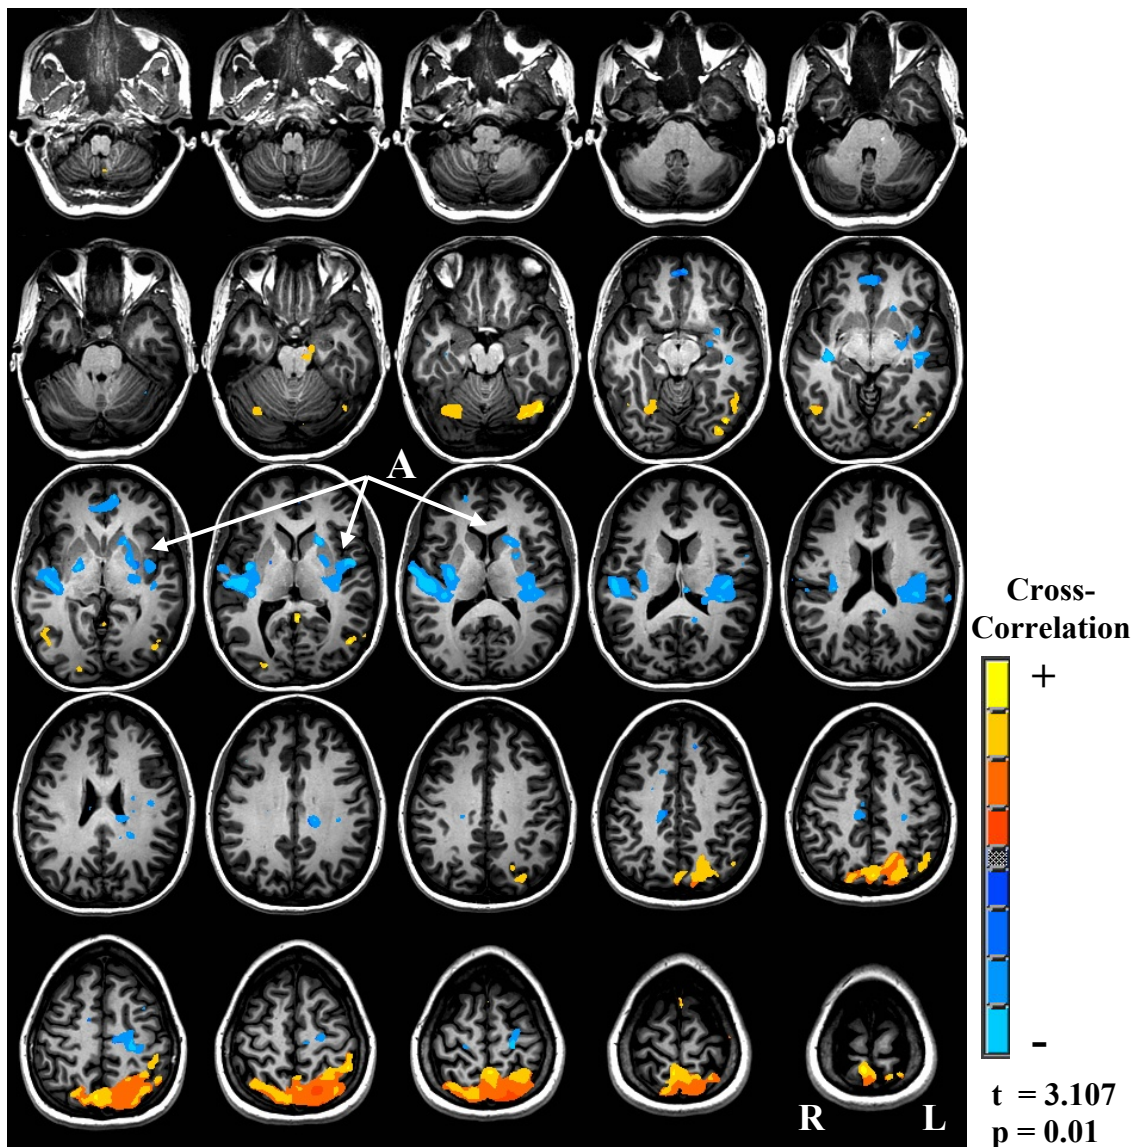 A
Cross-
Correlation
+
-
R
L
t = 3.107
p = 0.01